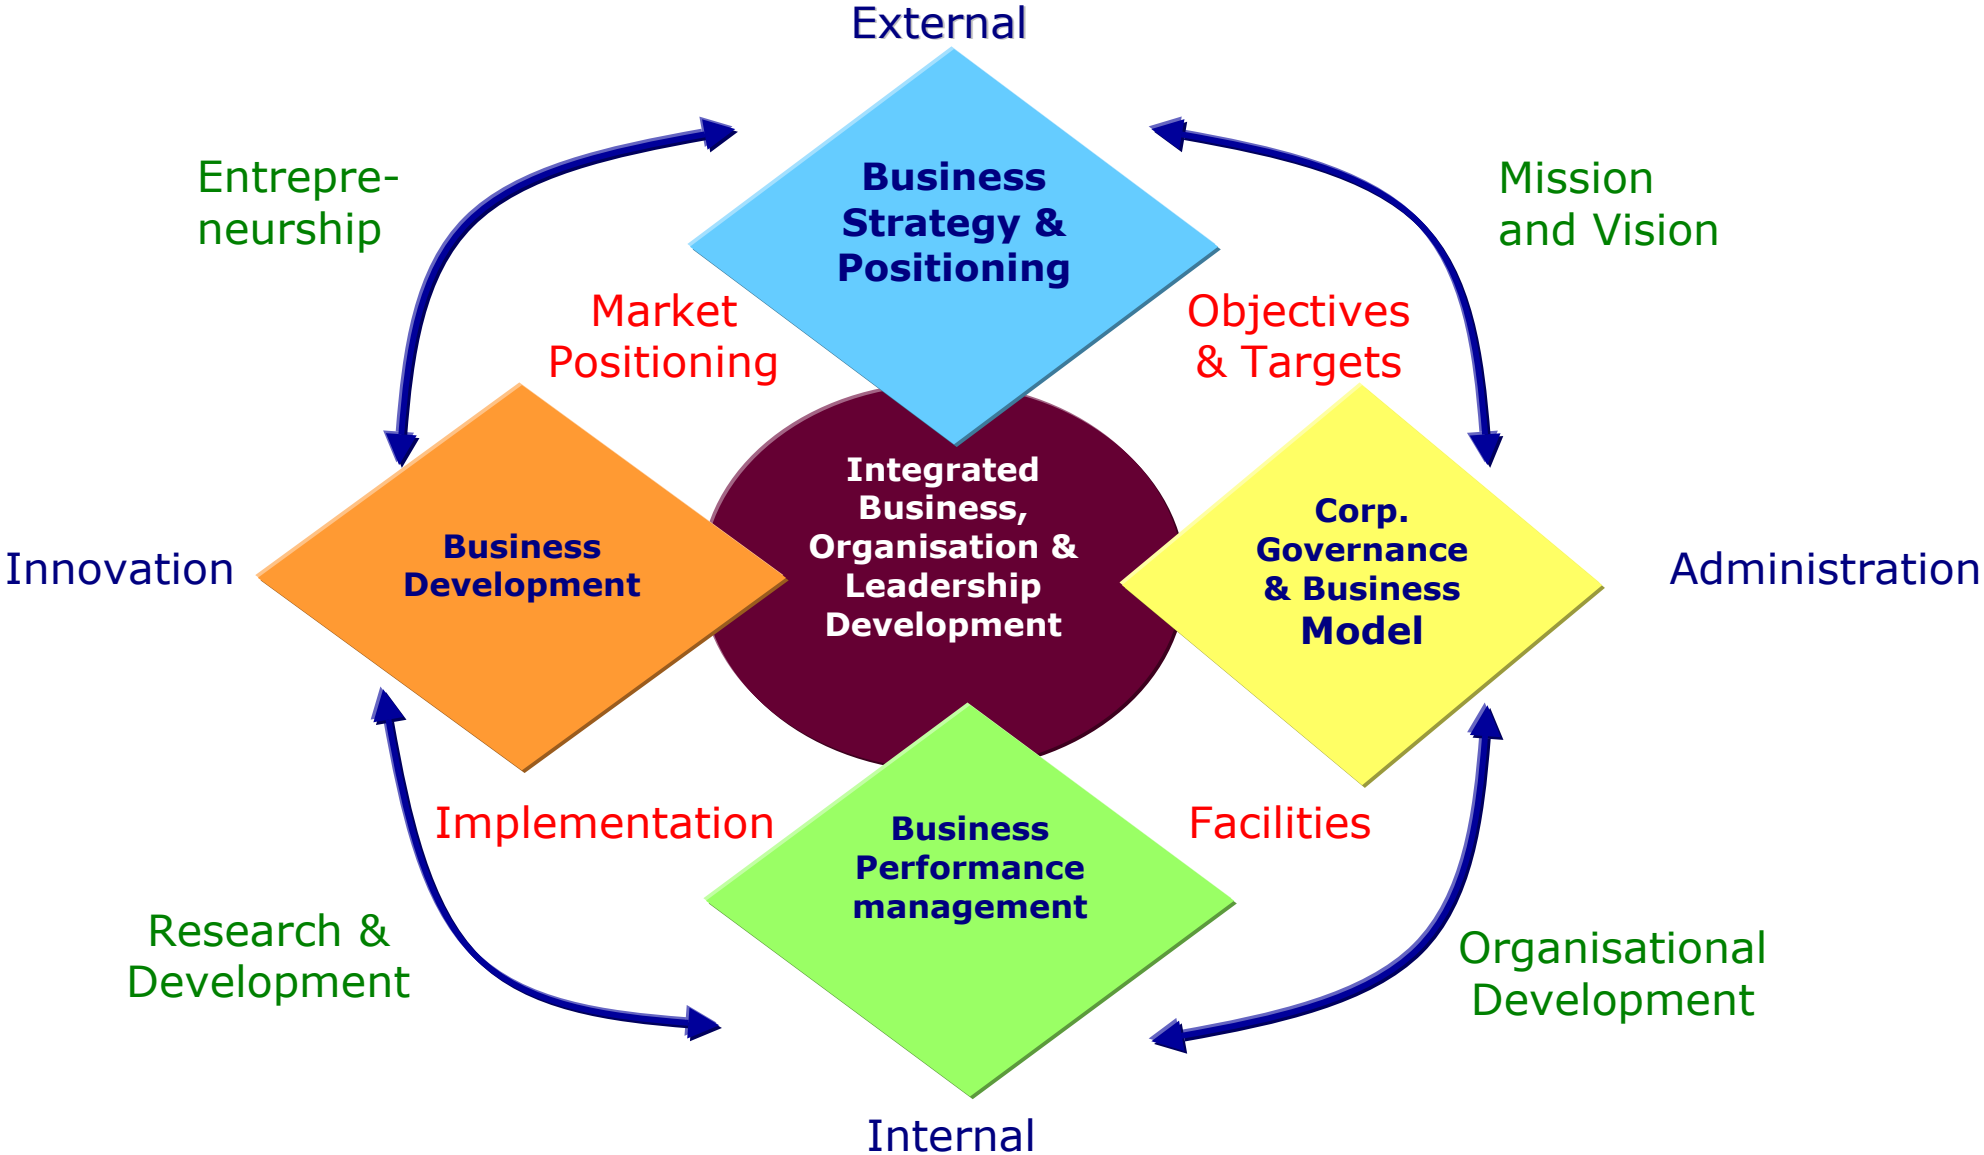 External
Entrepre-
neurship
Mission
and Vision
Business
Strategy &
Positioning
Market
Positioning
Objectives
& Targets
Innovation
Business
Development
Integrated
Business,
Organisation &
Leadership
Development
Corp.
Governance
& Business
Model
Administration
Implementation
Facilities
Business
Performance
management
Research &
Development
Organisational
Development
Internal